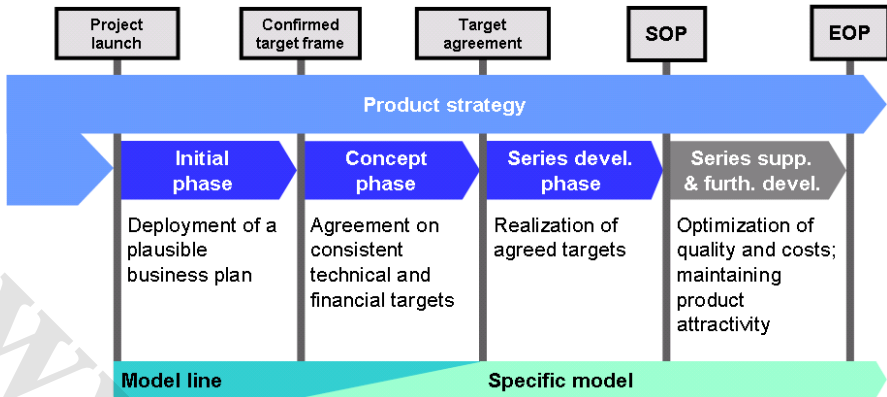 Project
launch
Confirmed
target frame
Target
agreement
SOP
EOP
Product strategy
Initial
phase
Concept
phase
Series devel.
phase
Series supp.
& furth. devel.
Deployment of a
plausible
business plan
Agreement on
consistent
technical and
financial targets
Realization of
agreed targets
Optimization of
quality and costs;
maintaining
product
attractivity
Model line
Specific model